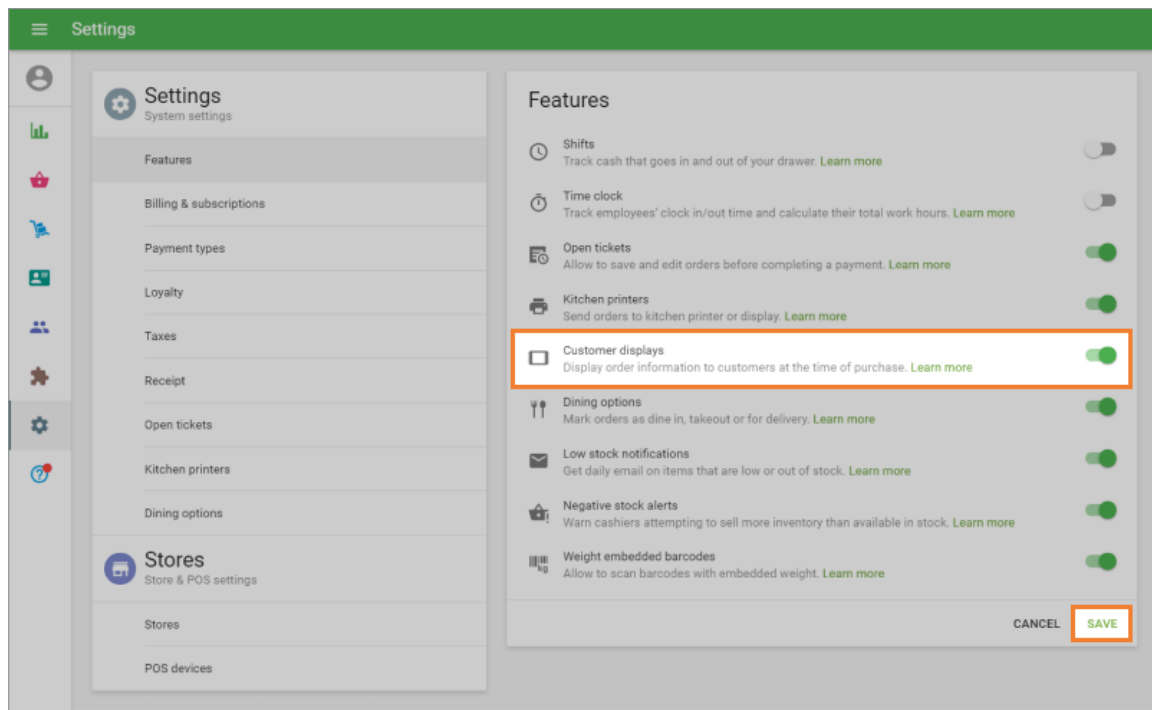 Settings
Settings
System settings
Features
Billing & subscriptions
Payment types
Loyalty
Taxes
Receipt
Open tickets
Kitchen printers
Dining options
Stores
Store & POS settings
Stores
POS devices
Features
Shifts
Track cash that goes in and out of your drawer. Learn more
Time clock
Track employees' clock in/out time and calculate their total work hours. Learn more
Open tickets
Allow to save and edit orders before completing a payment. Learn more
Kitchen printers
Send orders to kitchen printer or display. Learn more
Customer displays
Display order information to customers at the time of purchase. Learn more
Dining options
Mark orders as dine in, takeout or for delivery. Learn more
Low stock notifications
Get daily email on items that are low or out of stock. Learn more
Negative stock alerts
Warn cashiers attempting to sell more inventory than available in stock. Learn more
kg
Weight embedded barcodes
Allow to scan barcodes with embedded weight. Learn more
CANCEL SAVE